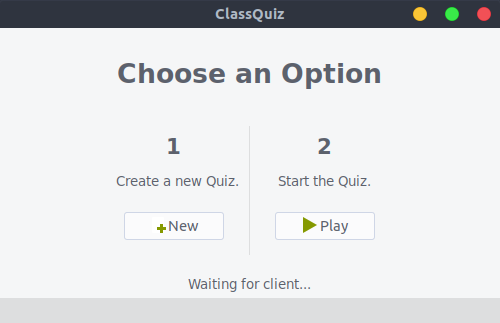 ClassQuiz
Choose an Option
1
2
Create a new Quiz.
Start the Quiz.
New
Play
Waiting for client...